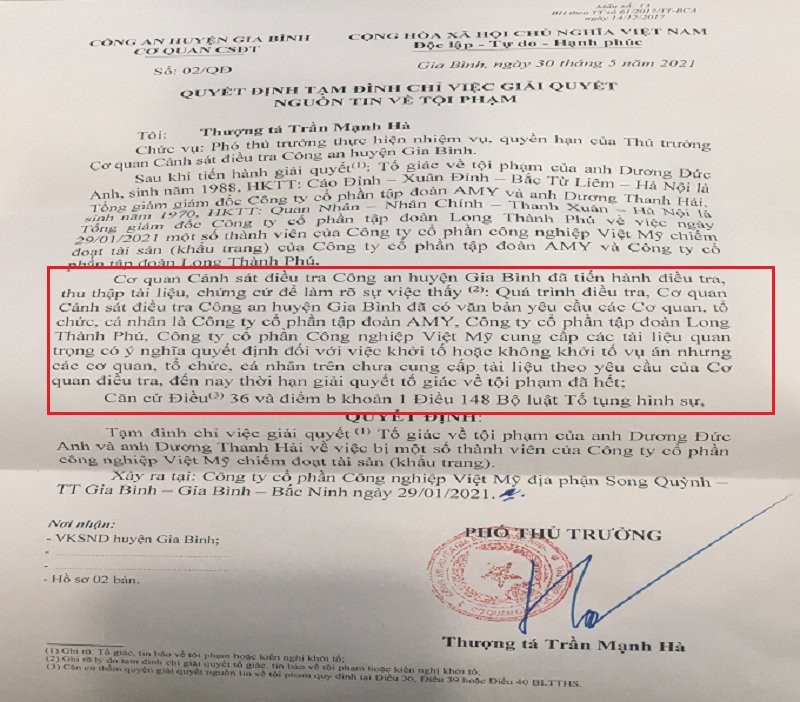 Mẫu số: 13
BH theo TT số 61/2017/TT-BCA
ngày 14/12/2017
CÔNG AN HUYỆN GIA BÌNH
CƠ QUAN CSĐT
CỘNG HÒA XÃ HỘI CHỦ NGHĨA VIỆT NAM
Độc lập - Tự do - Hạnh phúc
Số: 02/QĐ
Gia Bình, ngày 30 tháng 5 năm 2021
QUYẾT ĐỊNH TẠM ĐÌNH CHỈ VIỆC GIẢI QUYẾT
NGUỒN TIN VỀ TỘI PHẠM
Tôi: Thượng tá Trần Mạnh Hà
Chức vụ: Phó thủ trưởng thực hiện nhiệm vụ, quyền hạn của Thủ trưởng
Cơ quan Cảnh sát điều tra Công an huyện Gia Bình.
Sau khi tiến hành giải quyết(1): Tố giác về tội phạm của anh Dương Đức
Anh, sinh năm 1988, HKTT: Cáo Đỉnh – Xuân Đỉnh – Bắc Từ Liêm – Hà Nội là
Tổng giám giám đốc Công ty cổ phần tập đoàn AMY và anh Dương Thanh Hải,
sinh năm 1970, HKTT: Quan Nhân – Nhân Chính – Thanh Xuân – Hà Nội là
Tổng giám đốc Công ty cổ phần tập đoàn Long Thành Phú về việc ngày
29/01/2021 một số thành viên của Công ty cổ phần công nghiệp Việt Mỹ chiếm
đoạt tài sản (khẩu trang) của Công ty cổ phần tập đoàn AMY và Công ty cổ
phần tập đoàn Long Thành Phú.
Cơ quan Cảnh sát điều tra Công an huyện Gia Bình đã tiến hành điều tra,
thu thập tài liệu, chứng cứ để làm rõ sự việc thấy (2): Quá trình điều tra, Cơ quan
Cảnh sát điều tra Công an huyện Gia Bình đã có văn bản yêu cầu các Cơ quan, tổ
chức, cá nhân là Công ty cổ phần tập đoàn AMY, Công ty cổ phần tập đoàn Long
Thành Phú, Công ty cổ phần Công nghiệp Việt Mỹ cung cấp các tài liệu quan
trọng có ý nghĩa quyết định đối với việc khởi tố hoặc không khởi tố vụ án nhưng
các cơ quan, tổ chức, cá nhân trên chưa cung cấp tài liệu theo yêu cầu của Cơ
quan điều tra, đến nay thời hạn giải quyết tố giác về tội phạm đã hết;
Căn cứ Điều(3) 36 và điểm b khoản 1 Điều 148 Bộ luật Tố tụng hình sự,
QUYẾT ĐỊNH:
Tạm đình chỉ việc giải quyết (1) Tố giác về tội phạm của anh Dương Đức
Anh và anh Dương Thanh Hải về việc bị một số thành viên của Công ty cổ phần
công nghiệp Việt Mỹ chiếm đoạt tài sản (khẩu trang).
Xảy ra tại: Công ty cổ phần Công nghiệp Việt Mỹ địa phận Song Quỳnh –
TT Gia Bình – Gia Bình – Bắc Ninh ngày 29/01/2021.
Nơi nhận:
- VKSND huyện Gia Bình;
- Hồ sơ 02 bản.
PHÓ THỦ TRƯỞNG
Thượng tá Trần Mạnh Hà
(1) Ghi rõ: Tố giác, tin báo về tội phạm hoặc kiến nghị khởi tố;
(2) Ghi rõ lý do tạm đình chỉ giải quyết tố giác, tin báo về tội phạm hoặc kiến nghị khởi tố;
(3) Căn cứ thẩm quyền giải quyết nguồn tin về tội phạm quy định tại Điều 36, Điều 39 hoặc Điều 40 BLTTHS.